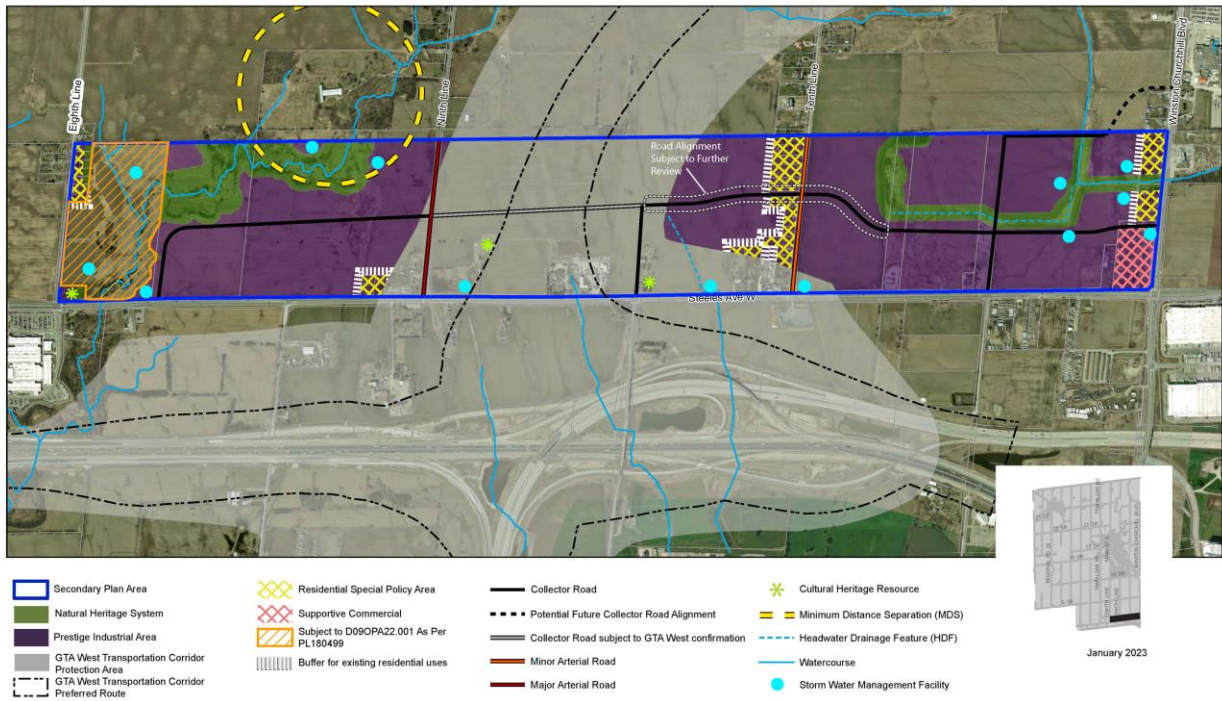 Eighth Line
Ninth Line
Tenth Line
Winston Churchhill Blvd
Road Alignment
Subject to Further
Review
Steeles Ave W
January 2023
Secondary Plan Area
Natural Heritage System
Prestige Industrial Area
GTA West Transportation Corridor
Protection Area
GTA West Transportation Corridor
Preferred Route
Residential Special Policy Area
Supportive Commercial
Subject to D09OPA22.001 As Per
PL180499
Buffer for existing residential uses
Collector Road
Potential Future Collector Road Alignment
Collector Road subject to GTA West confirmation
Minor Arterial Road
Major Arterial Road
Cultural Heritage Resource
Minimum Distance Separation (MDS)
Headwater Drainage Feature (HDF)
Watercourse
Storm Water Management Facility